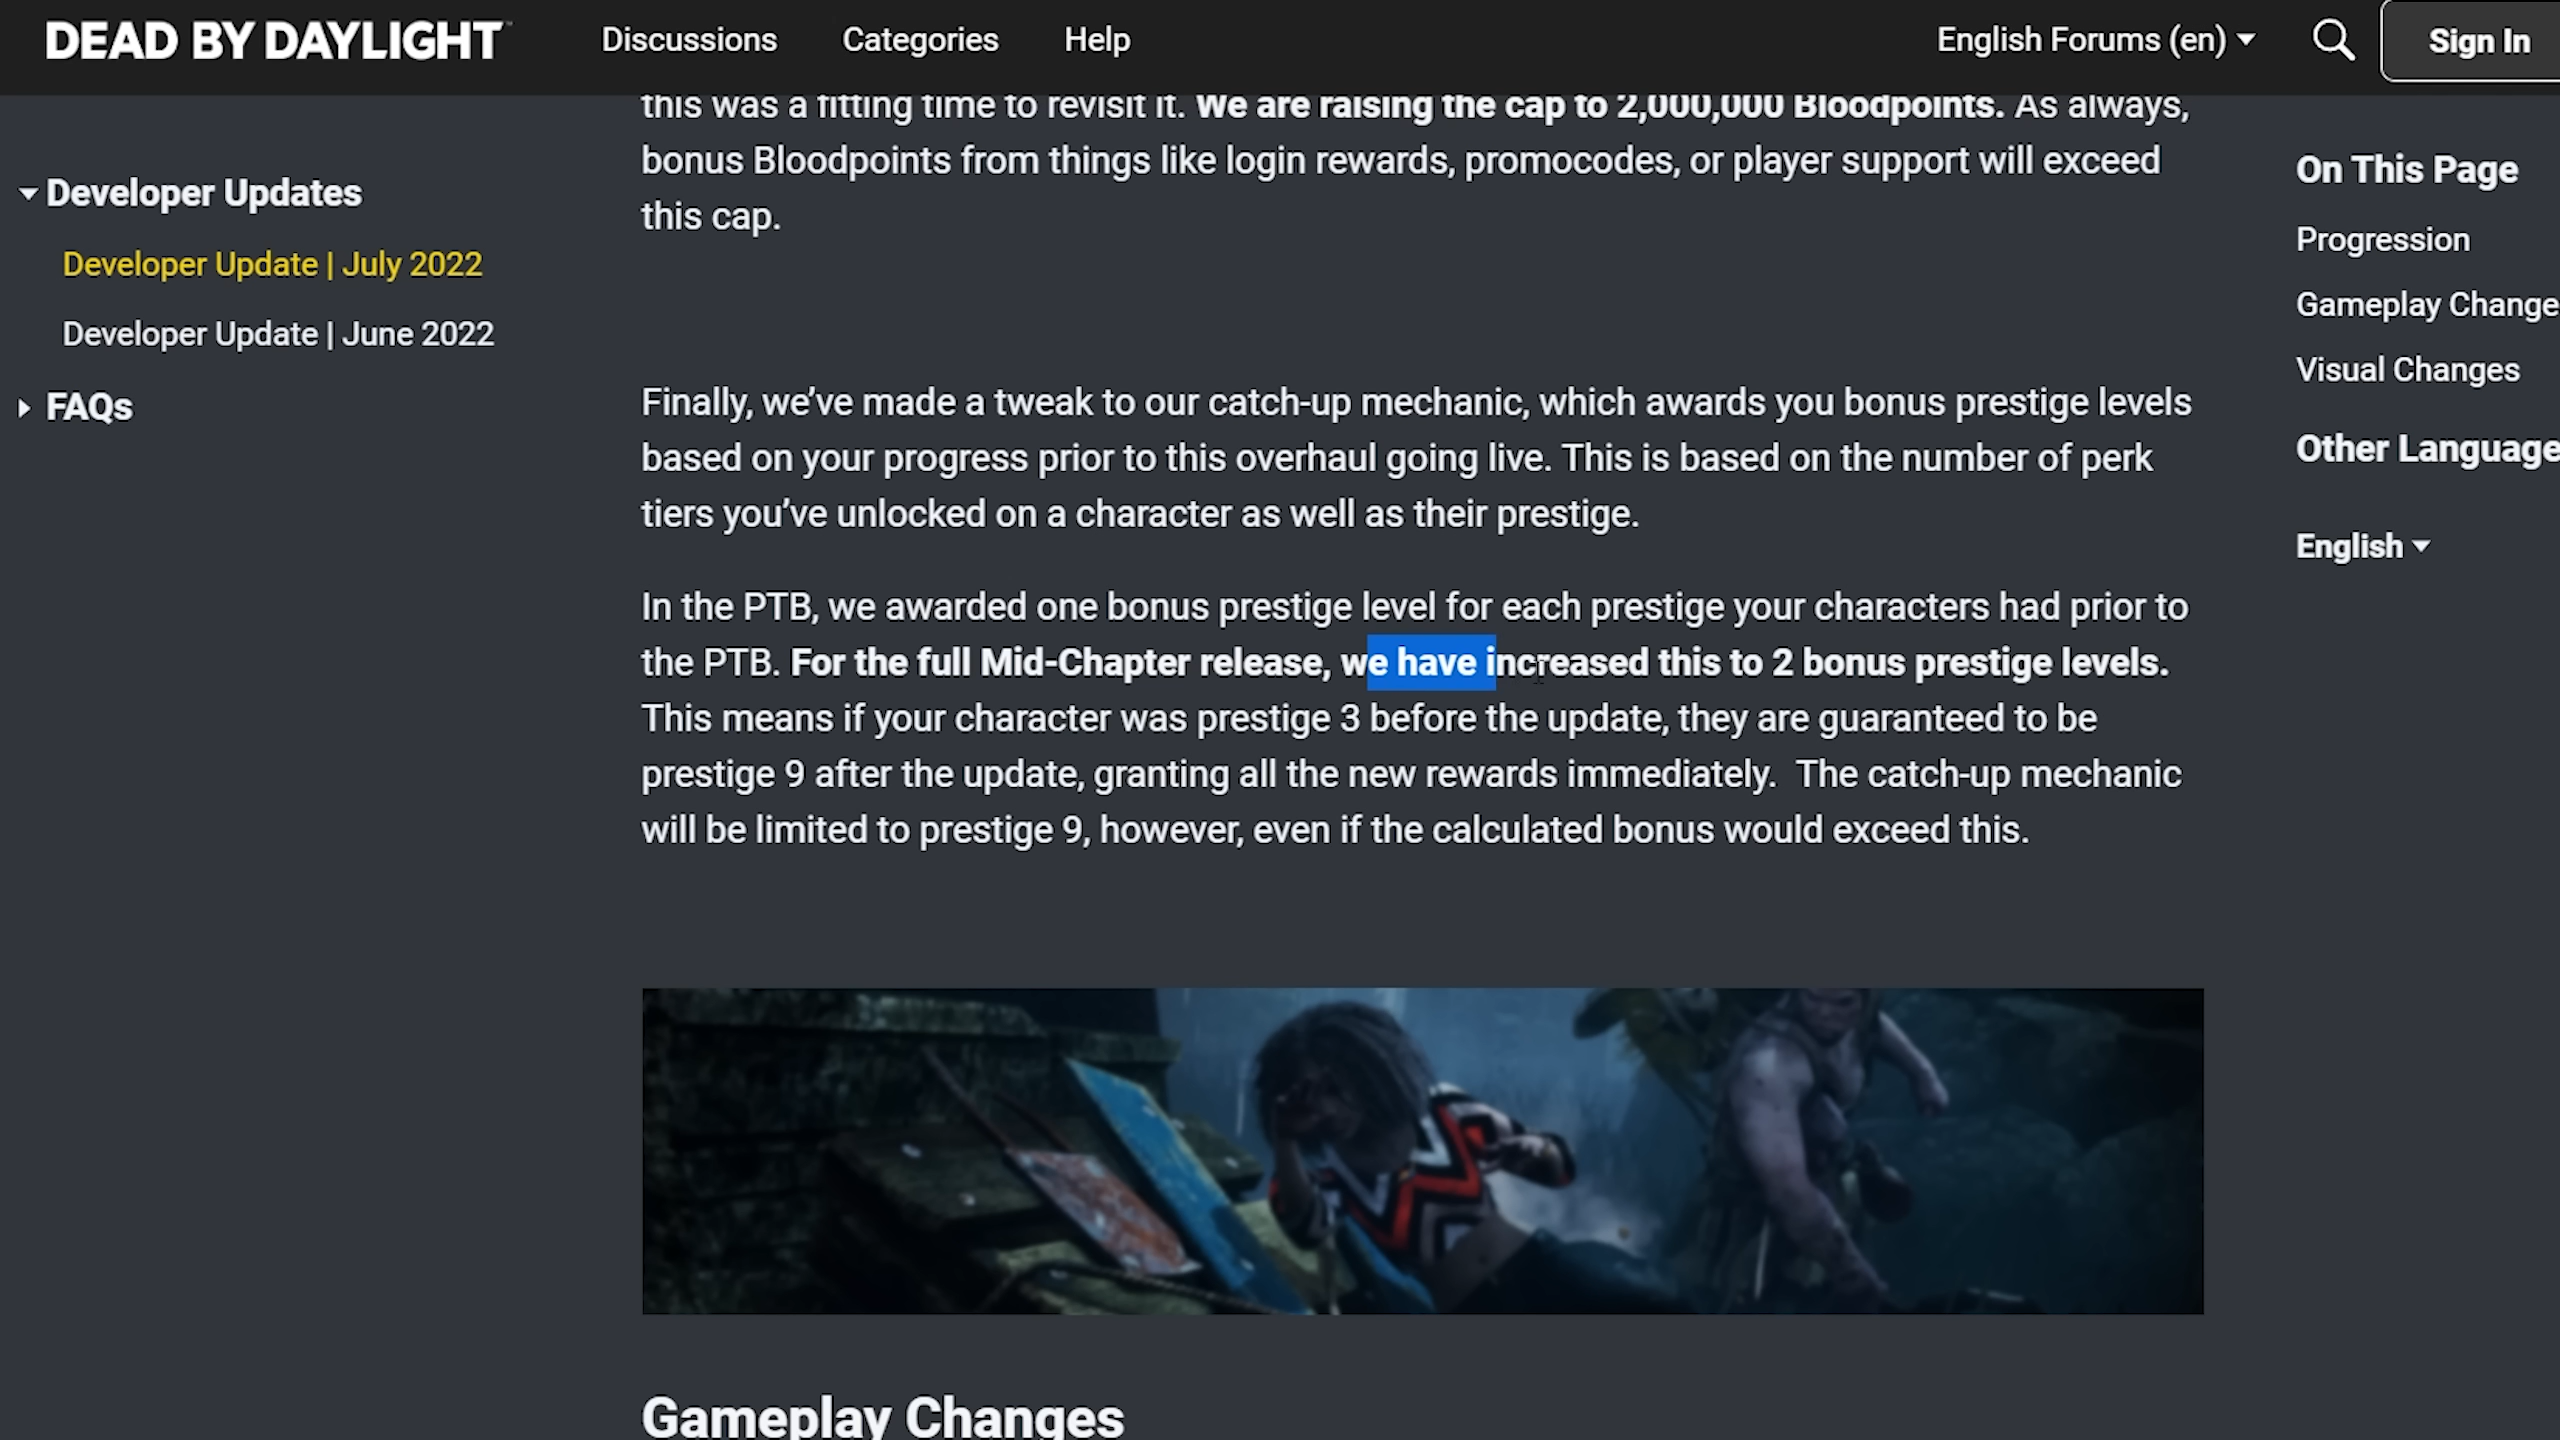 DEAD BY DAYLIGHT™
Discussions
Categories
Help
English Forums (en)
Sign In
Developer Updates
Developer Update | July 2022
Developer Update | June 2022
FAQs
this was a fitting time to revisit it. We are raising the cap to 2,000,000 Bloodpoints. As always,
bonus Bloodpoints from things like login rewards, promocodes, or player support will exceed
this cap.
Finally, we’ve made a tweak to our catch-up mechanic, which awards you bonus prestige levels
based on your progress prior to this overhaul going live. This is based on the number of perk
tiers you’ve unlocked on a character as well as their prestige.
In the PTB, we awarded one bonus prestige level for each prestige your characters had prior to
the PTB. For the full Mid-Chapter release, we have increased this to 2 bonus prestige levels.
This means if your character was prestige 3 before the update, they are guaranteed to be
prestige 9 after the update, granting all the new rewards immediately.  The catch-up mechanic
will be limited to prestige 9, however, even if the calculated bonus would exceed this.
Gameplay Changes
On This Page
Progression
Gameplay Change
Visual Changes
Other Language
English